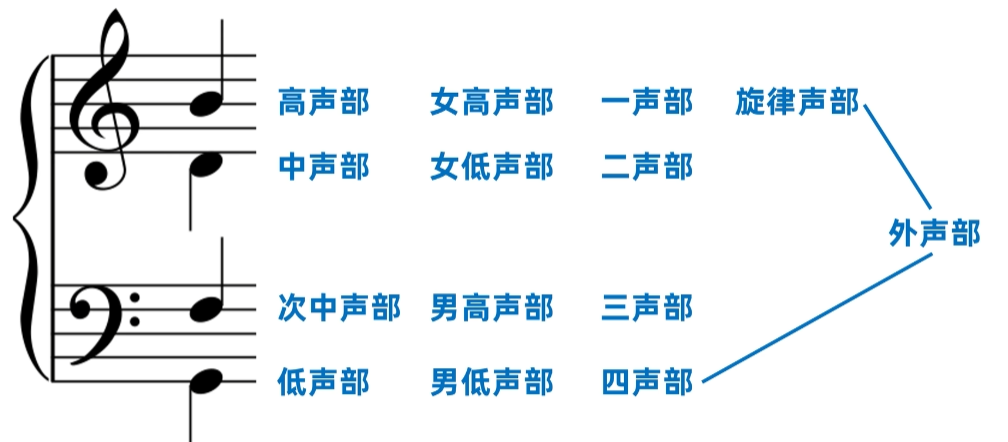 高声部 女高声部 一声部 旋律声部
中声部 女低声部 二声部
外声部
次中声部 男高声部 三声部
低声部 男低声部 四声部